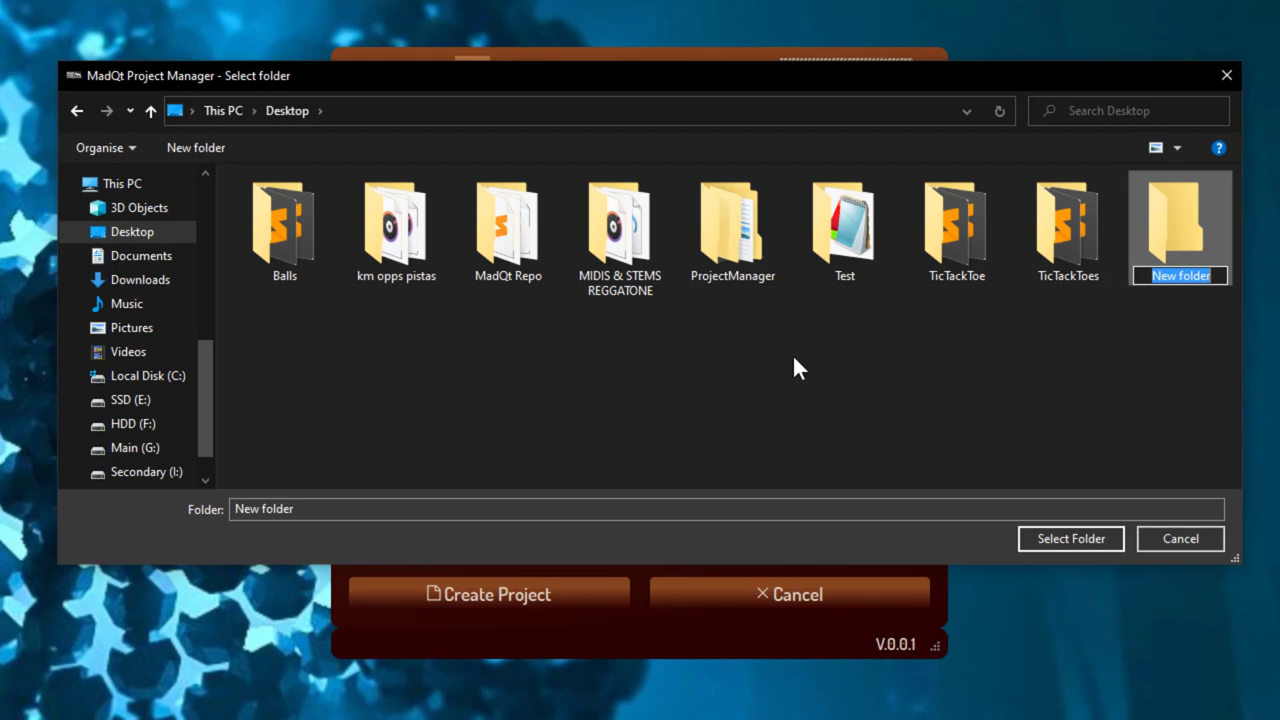 MadQt Project Manager - Select folder
This PC > Desktop >
Search Desktop
Organise
New folder
This PC
3D Objects
Desktop
Documents
Downloads
Music
Pictures
Videos
Local Disk (C:)
SSD (E:)
HDD (F:)
Main (G:)
Secondary (I:)
Balls
km opps pistas
MadQt Repo
MIDIS & STEMS
REGGATONE
ProjectManager
Test
TicTackToe
TicTackToes
New folder
Folder: New folder
Select Folder
Cancel
Create Project
Cancel
V.0.0.1